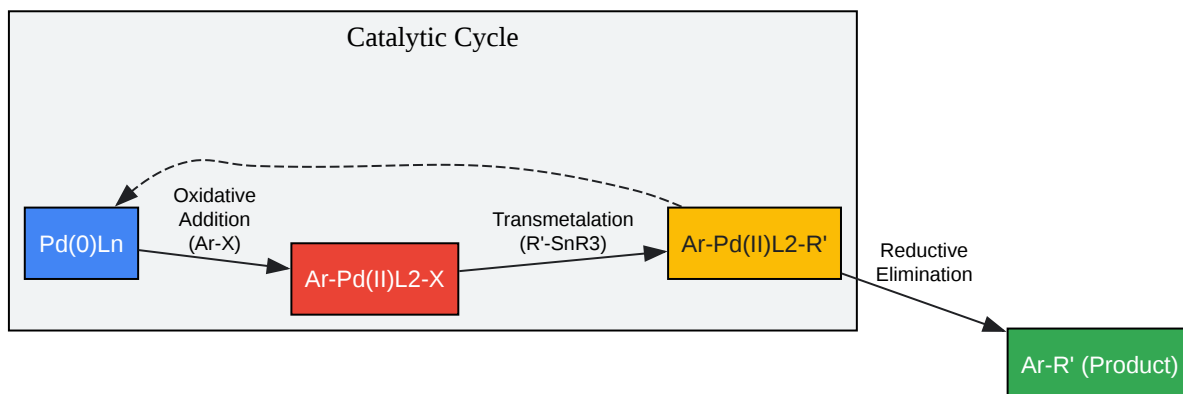 Catalytic Cycle
Pd(0)Ln
Oxidative
Addition
(Ar-X)
Ar-Pd(II)L2-X
Transmetalation
(R'-SnR3)
Ar-Pd(II)L2-R'
Reductive
Elimination
Ar-R' (Product)